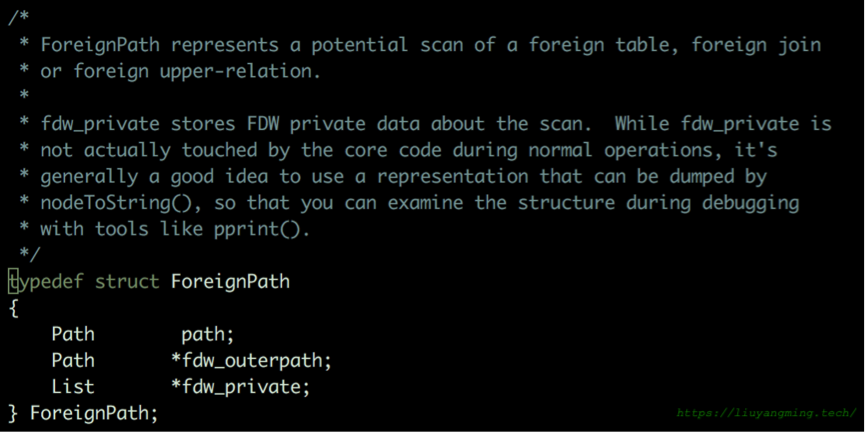 /*
 * ForeignPath represents a potential scan of a foreign table, foreign join
 * or foreign upper-relation.
 *
 * fdw_private stores FDW private data about the scan.  While fdw_private is
 * not actually touched by the core code during normal operations, it's
 * generally a good idea to use a representation that can be dumped by
 * nodeToString(), so that you can examine the structure during debugging
 * with tools like pprint().
 */
typedef struct ForeignPath
{
    Path        path;
    Path       *fdw_outerpath;
    List       *fdw_private;
} ForeignPath;
https://liuyangming.tech/